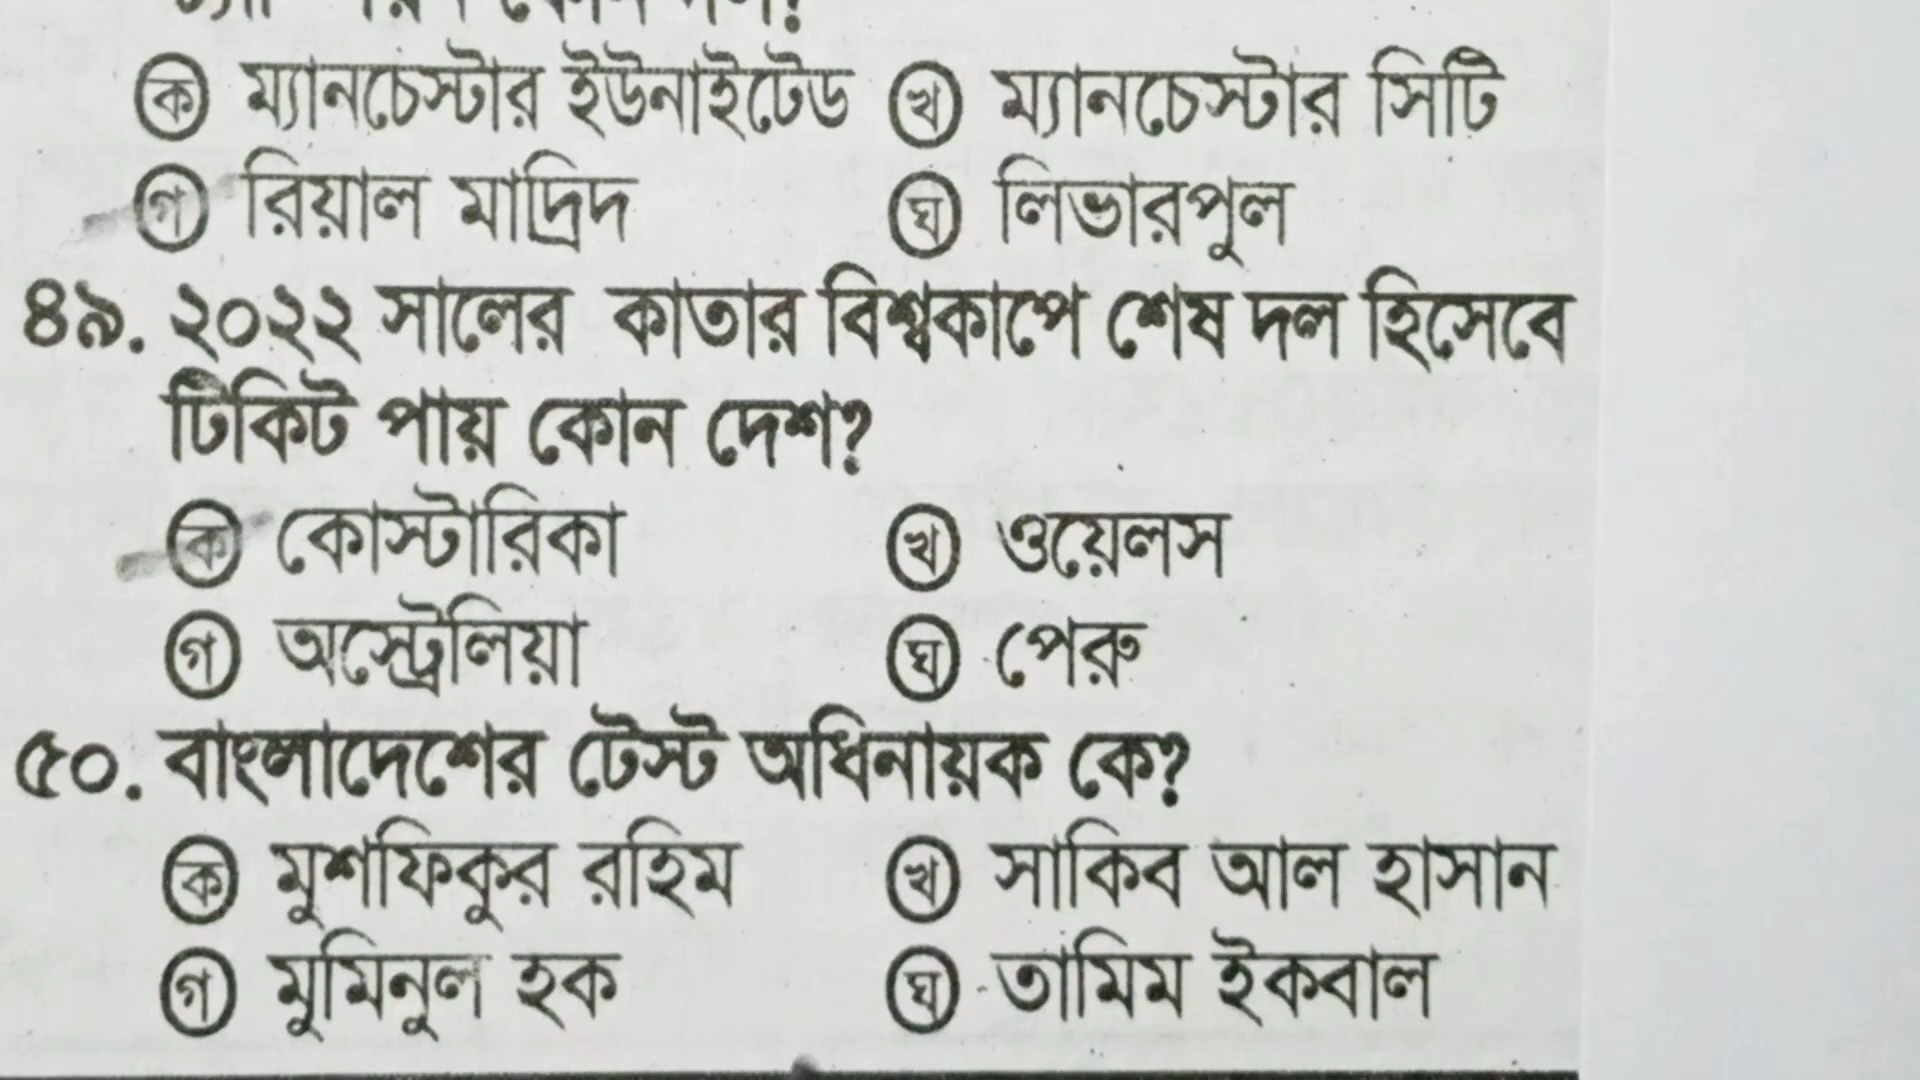 ক ম্যানচেস্টার ইউনাইটেড খ ম্যানচেস্টার সিটি
গ রিয়াল মাদ্রিদ ঘ লিভারপুল
৪৯. ২০২২ সালের কাতার বিশ্বকাপে শেষ দল হিসেবে
টিকিট পায় কোন দেশ?
ক কোস্টারিকা খ ওয়েলস
গ অস্ট্রেলিয়া ঘ পেরু
৫০. বাংলাদেশের টেস্ট অধিনায়ক কে?
ক মুশফিকুর রহিম খ সাকিব আল হাসান
গ মুমিনুল হক ঘ তামিম ইকবাল